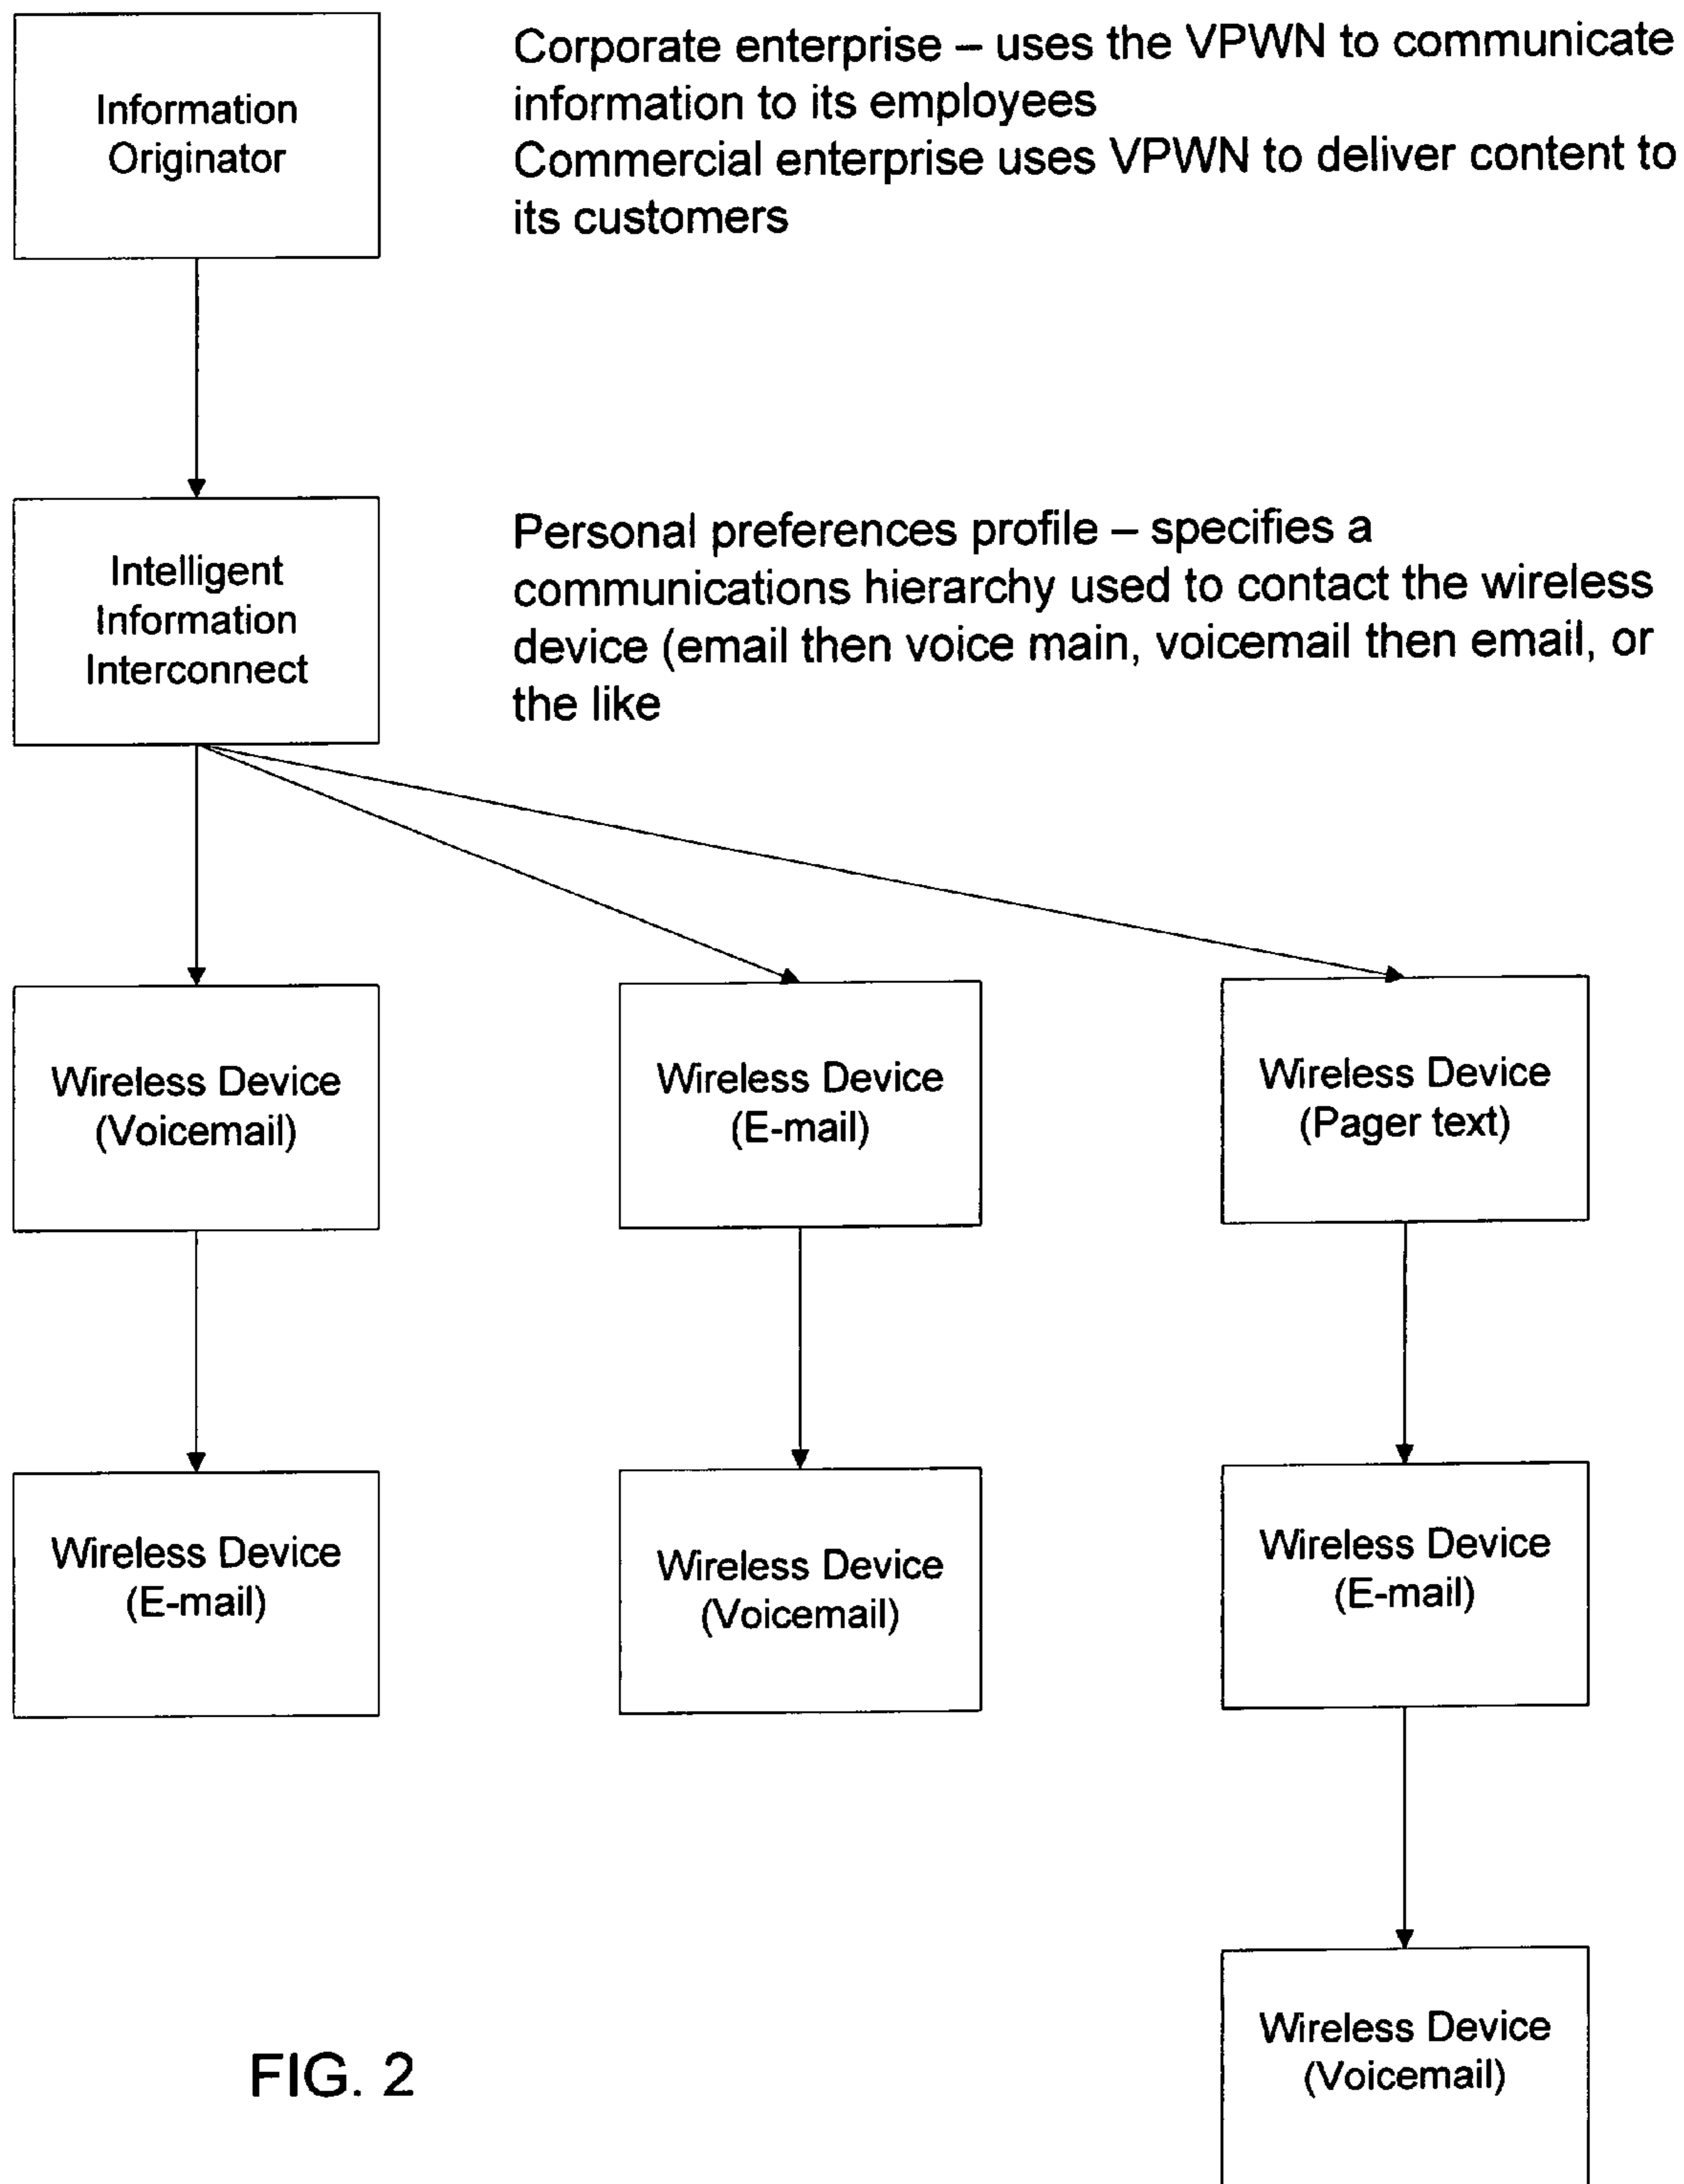 Information
Originator
Corporate enterprise – uses the VPWN to communicate
information to its employees
Commercial enterprise uses VPWN to deliver content to
its customers
Intelligent
Information
Interconnect
Personal preferences profile – specifies a
communications hierarchy used to contact the wireless
device (email then voice main, voicemail then email, or
the like
Wireless Device
(Voicemail)
Wireless Device
(E-mail)
Wireless Device
(Pager text)
Wireless Device
(E-mail)
Wireless Device
(Voicemail)
Wireless Device
(E-mail)
Wireless Device
(Voicemail)
FIG. 2